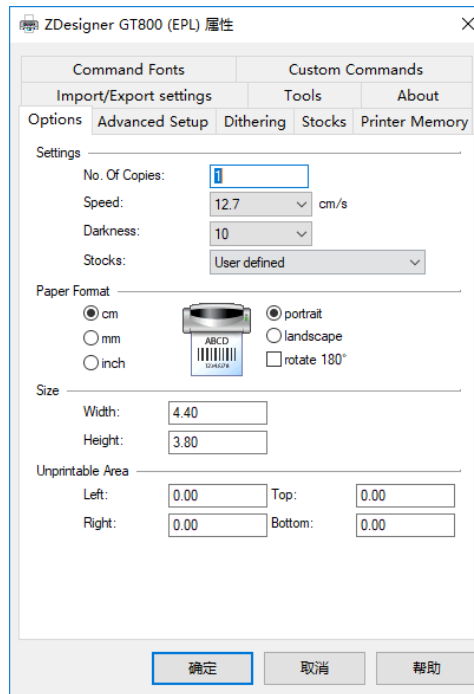 ZDesigner GT800 (EPL) 属性
Command Fonts Custom Commands
Import/Export settings Tools About
Options Advanced Setup Dithering Stocks Printer Memory
Settings
No. Of Copies: 1
Speed: 12.7 cm/s
Darkness: 10
Stocks: User defined
Paper Format
cm portrait
mm landscape
inch rotate 180°
ABCD
12345678
Size
Width: 4.40
Height: 3.80
Unprintable Area
Left: 0.00 Top: 0.00
Right: 0.00 Bottom: 0.00
确定 取消 帮助